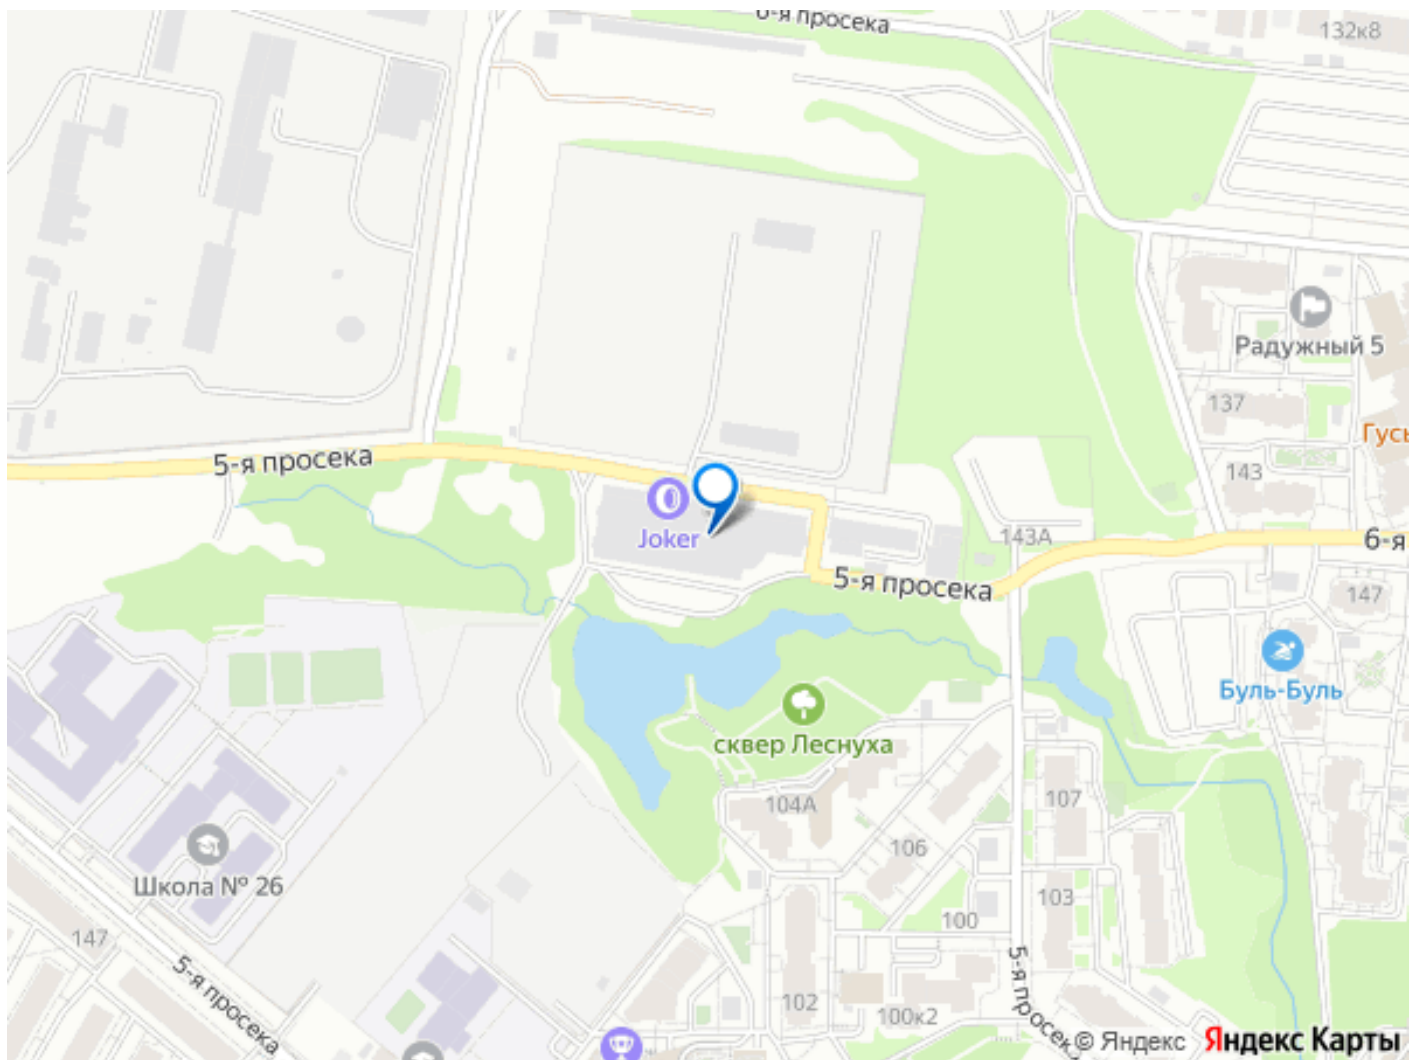 6-я просека
132к8
Радужный 5
137
Гусь
143
5-я просека
Joker
143А
6-я
5-я просека
147
Буль-Буль
сквер Леснуха
104А
107
106
Школа № 26
103
100
147
5-я просека
5-я просека
102
100к2
© Яндекс Яндекс Карты